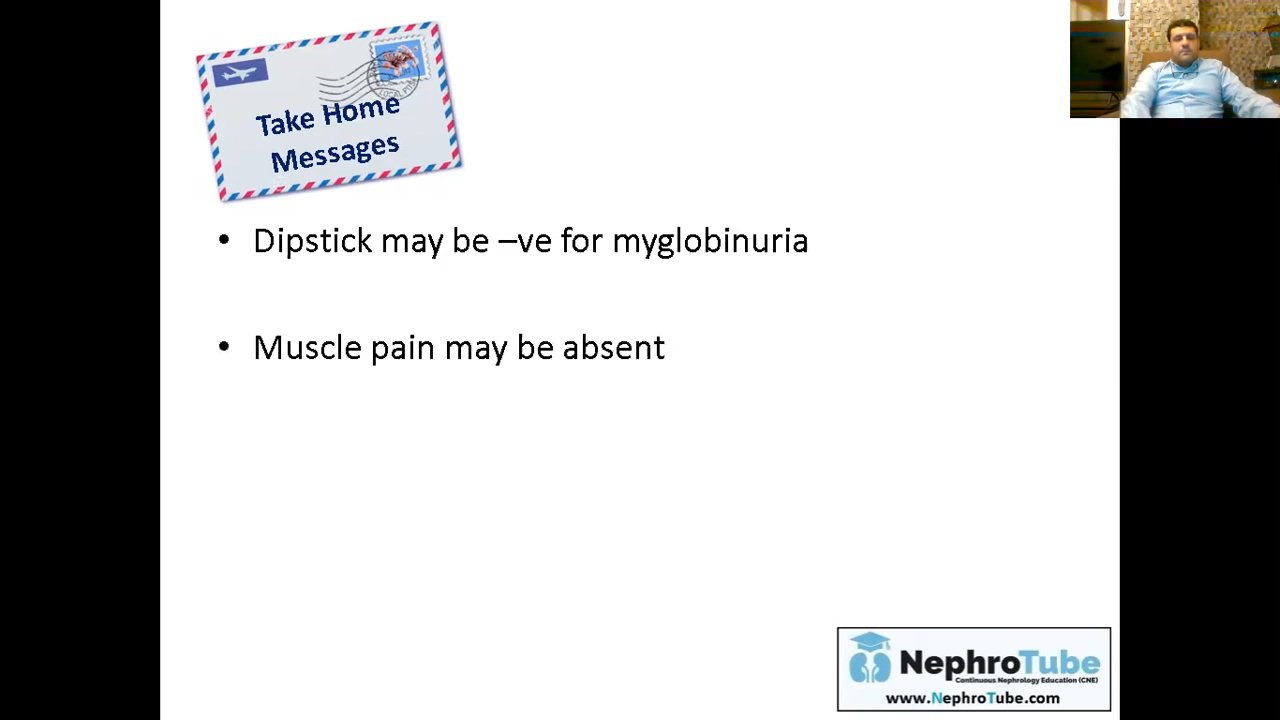 Take Home
Messages
• Dipstick may be –ve for myglobinuria
• Muscle pain may be absent
NephroTube
Continuous Nephrology Education (CNE)
www.NephroTube.com